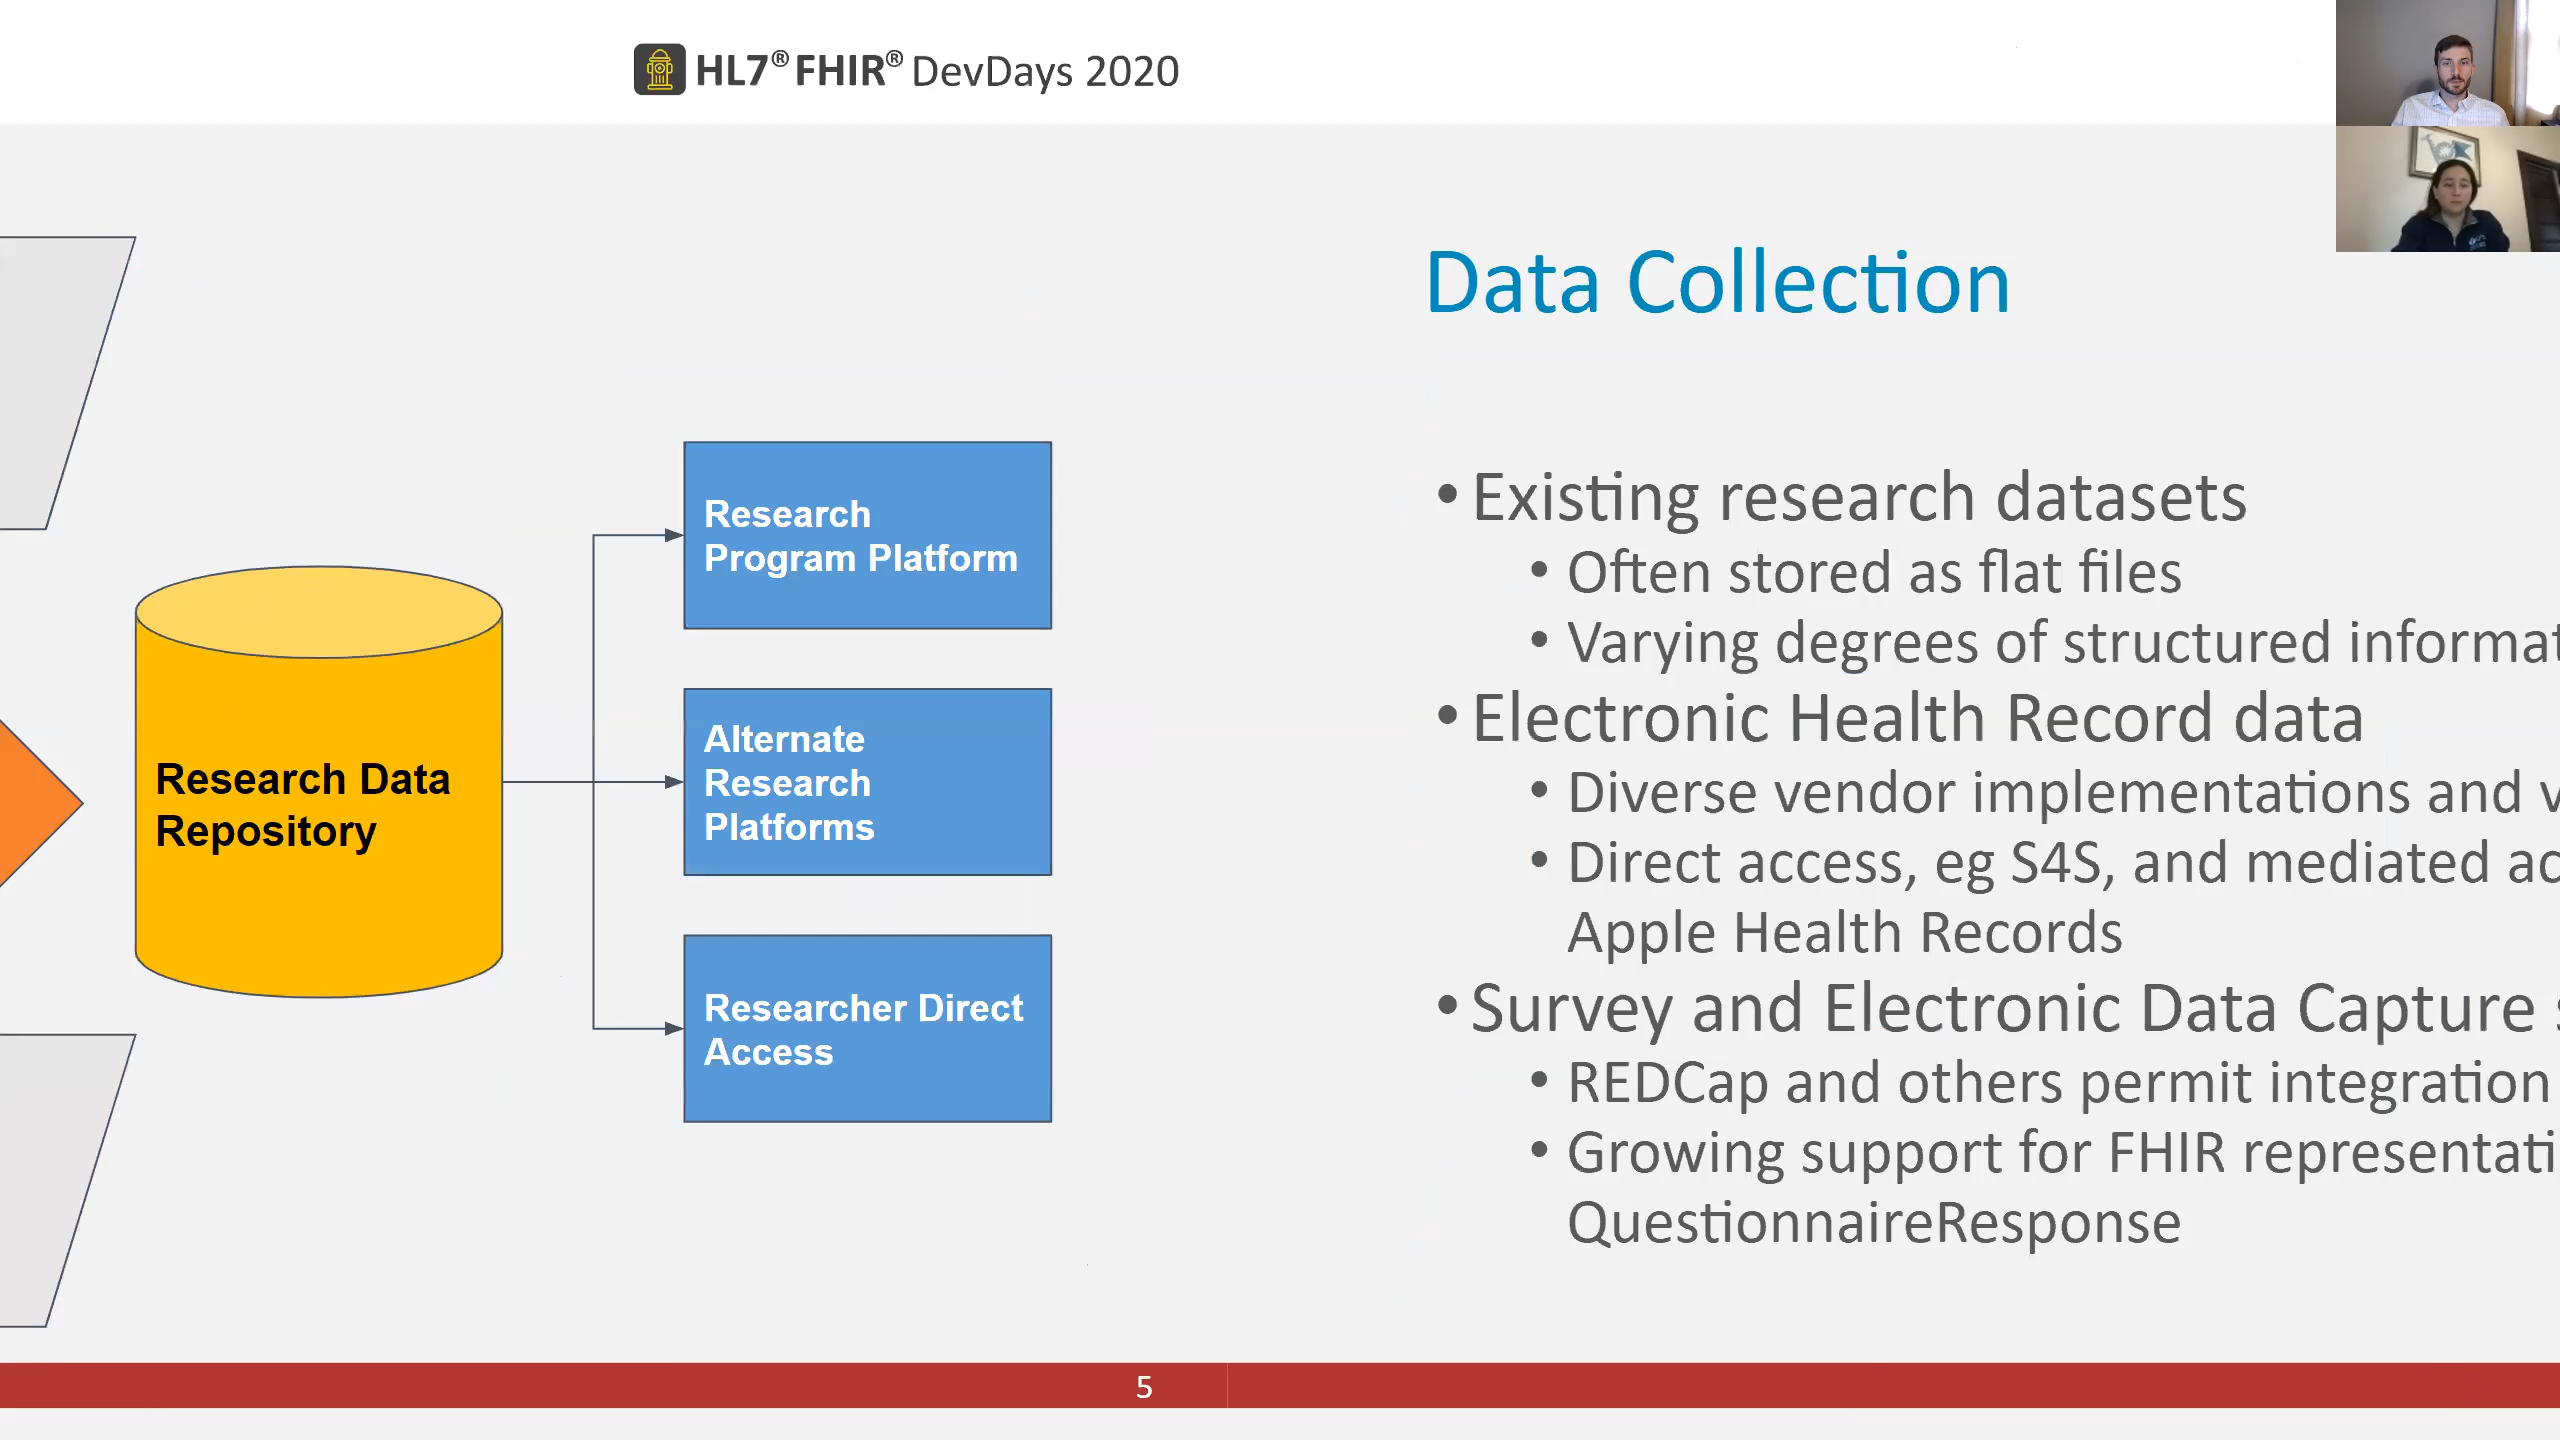 HL7® FHIR® DevDays 2020
Research
Program Platform
Alternate
Research
Platforms
Researcher Direct
Access
Research Data
Repository
5
Data Collection
• Existing research datasets
• Often stored as flat files
• Varying degrees of structured
• Electronic Health Record data
• Diverse vendor implementations and
• Direct access, eg S4S, and mediated
Apple Health Records
• Survey and Electronic Data Capture
• REDCap and others permit integration
• Growing support for FHIR
QuestionnaireResponse